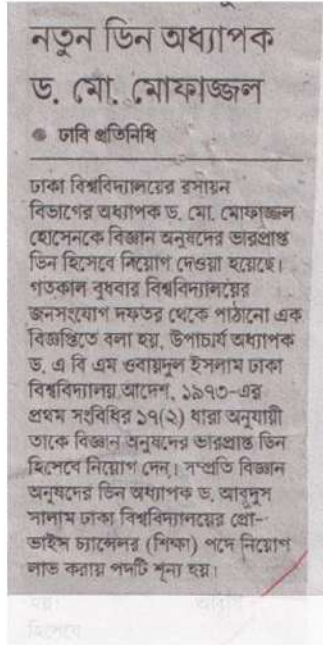 নতুন ডিন অধ্যাপক
ড. মো. মোফাজ্জল
ঢাবি প্রতিনিধি
ঢাকা বিশ্ববিদ্যালয়ের রসায়ন
বিভাগের অধ্যাপক ড. মো. মোফাজ্জল
হোসেনকে বিজ্ঞান অনুষদের ভারপ্রাপ্ত
ডিন হিসেবে নিয়োগ দেওয়া হয়েছে।
গতকাল বুধবার বিশ্ববিদ্যালয়ের
জনসংযোগ দফতর থেকে পাঠানো এক
বিজ্ঞপ্তিতে বলা হয়, উপাচার্য অধ্যাপক
ড. এ বি এম ওবায়দুল ইসলাম ঢাকা
বিশ্ববিদ্যালয় আদেশ, ১৯৭৩-এর
প্রথম সংবিধির ১৭(২) ধারা অনুযায়ী
তাকে বিজ্ঞান অনুষদের ভারপ্রাপ্ত ডিন
হিসেবে নিয়োগ দেন। সম্প্রতি বিজ্ঞান
অনুষদের ডিন অধ্যাপক ড. আবদুস
সালাম ঢাকা বিশ্ববিদ্যালয়ের প্রো-
ভাইস চ্যান্সেলর (শিক্ষা) পদে নিয়োগ
লাভ করায় পদটি শূন্য হয়।